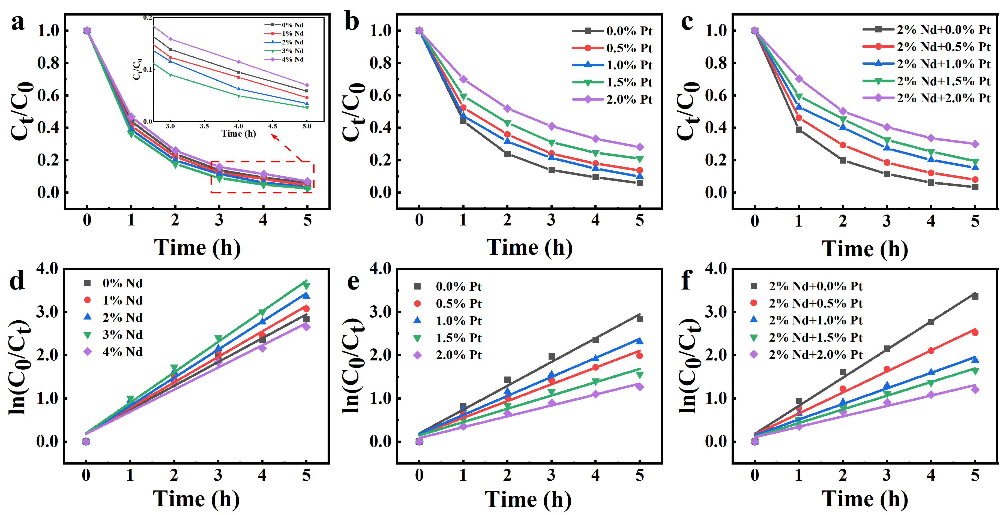 a
1.0
0.8
0.6
0.4
0.2
0.0
Ct/C0
0 1 2 3 4 5
Time (h)
0.2
0.1
0.0
Ct/C0
3.0 3.5 4.0 4.5 5.0
Time (h)
0% Nd
1% Nd
2% Nd
3% Nd
4% Nd
b
1.0
0.8
0.6
0.4
0.2
0.0
Ct/C0
0 1 2 3 4 5
Time (h)
0.0% Pt
0.5% Pt
1.0% Pt
1.5% Pt
2.0% Pt
c
1.0
0.8
0.6
0.4
0.2
0.0
Ct/C0
0 1 2 3 4 5
Time (h)
2% Nd+0.0% Pt
2% Nd+0.5% Pt
2% Nd+1.0% Pt
2% Nd+1.5% Pt
2% Nd+2.0% Pt
d
4.0
3.0
2.0
1.0
0.0
ln(C0/Ct)
0 1 2 3 4 5
Time (h)
0% Nd
1% Nd
2% Nd
3% Nd
4% Nd
e
4.0
3.0
2.0
1.0
0.0
ln(C0/Ct)
0 1 2 3 4 5
Time (h)
0.0% Pt
0.5% Pt
1.0% Pt
1.5% Pt
2.0% Pt
f
4.0
3.0
2.0
1.0
0.0
ln(C0/Ct)
0 1 2 3 4 5
Time (h)
2% Nd+0.0% Pt
2% Nd+0.5% Pt
2% Nd+1.0% Pt
2% Nd+1.5% Pt
2% Nd+2.0% Pt